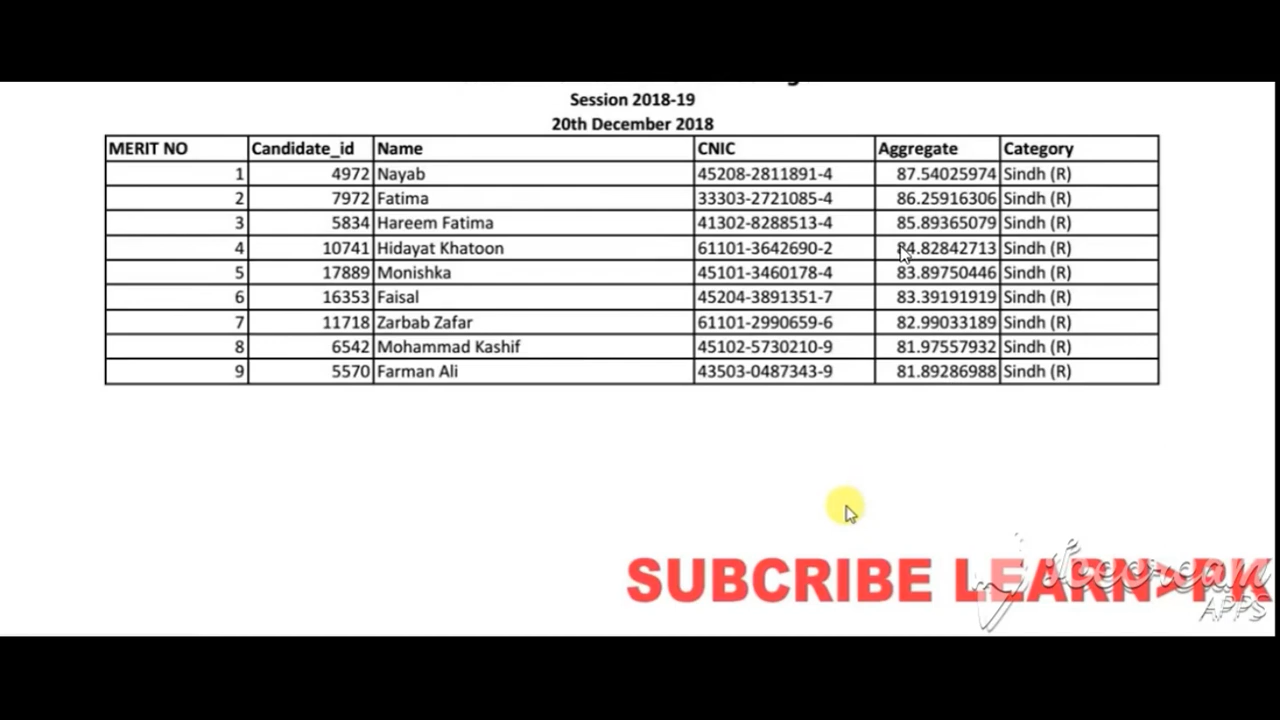 Session 2018-19
20th December 2018
MERIT NO Candidate_id Name CNIC Aggregate Category
1 4972 Nayab 45208-2811891-4 87.54025974 Sindh (R)
2 7972 Fatima 33303-2721085-4 86.25916306 Sindh (R)
3 5834 Hareem Fatima 41302-8288513-4 85.89365079 Sindh (R)
4 10741 Hidayat Khatoon 61101-3642690-2 84.82842713 Sindh (R)
5 17889 Monishka 45101-3460178-4 83.89750446 Sindh (R)
6 16353 Faisal 45204-3891351-7 83.39191919 Sindh (R)
7 11718 Zarbab Zafar 61101-2990659-6 82.99033189 Sindh (R)
8 6542 Mohammad Kashif 45102-5730210-9 81.97557932 Sindh (R)
9 5570 Farman Ali 43503-0487343-9 81.89286988 Sindh (R)
SUBCRIBE LEARN>PK
Icecream
APPS